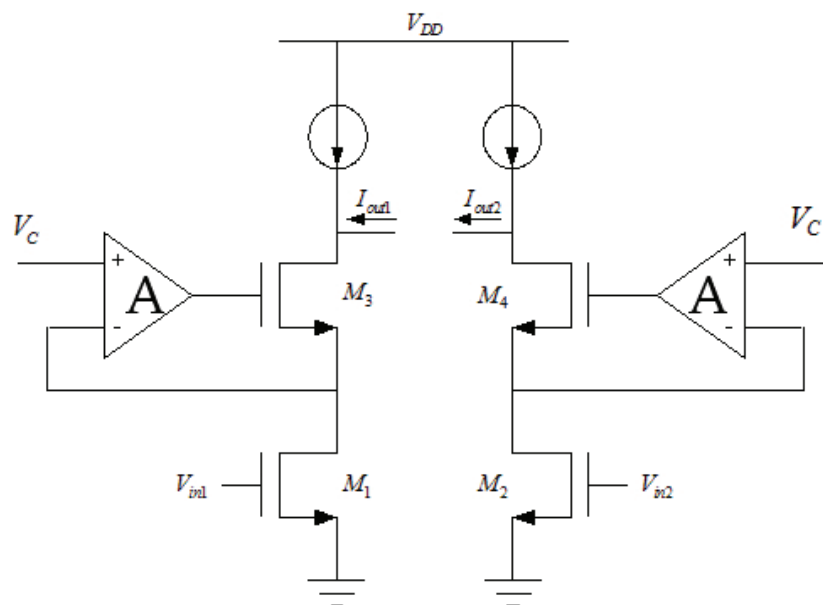 V_DD
I_out1
I_out2
V_C
V_C
+
A
-
M_3
M_4
+
A
-
V_in1
M_1
M_2
V_in2